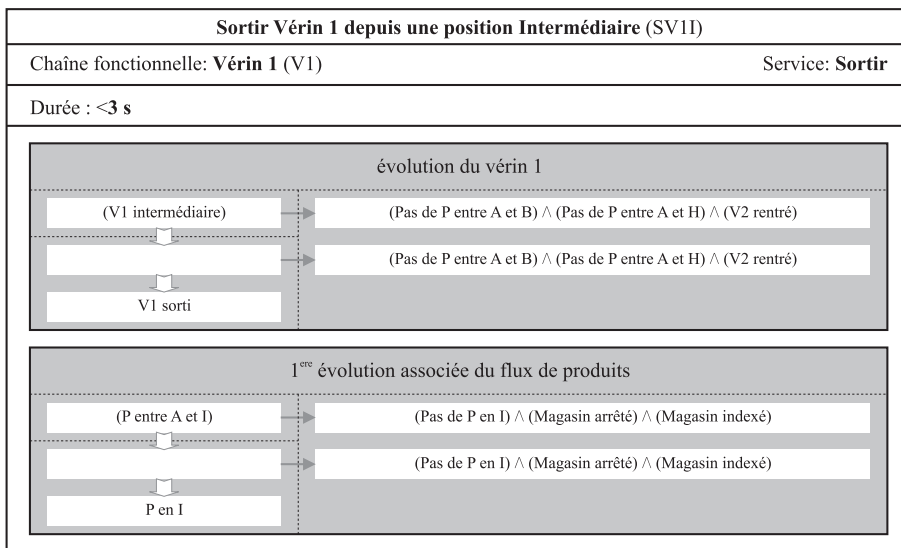 Sortir Vérin 1 depuis une position Intermédiaire (SV1I)
Chaîne fonctionnelle: Vérin 1 (V1) Service: Sortir
Durée : <3 s
évolution du vérin 1
(V1 intermédiaire) (Pas de P entre A et B) /\ (Pas de P entre A et H) /\ (V2 rentré)
(Pas de P entre A et B) /\ (Pas de P entre A et H) /\ (V2 rentré)
V1 sorti
1ere évolution associée du flux de produits
(P entre A et I) (Pas de P en I) /\ (Magasin arrêté) /\ (Magasin indexé)
(Pas de P en I) /\ (Magasin arrêté) /\ (Magasin indexé)
P en I